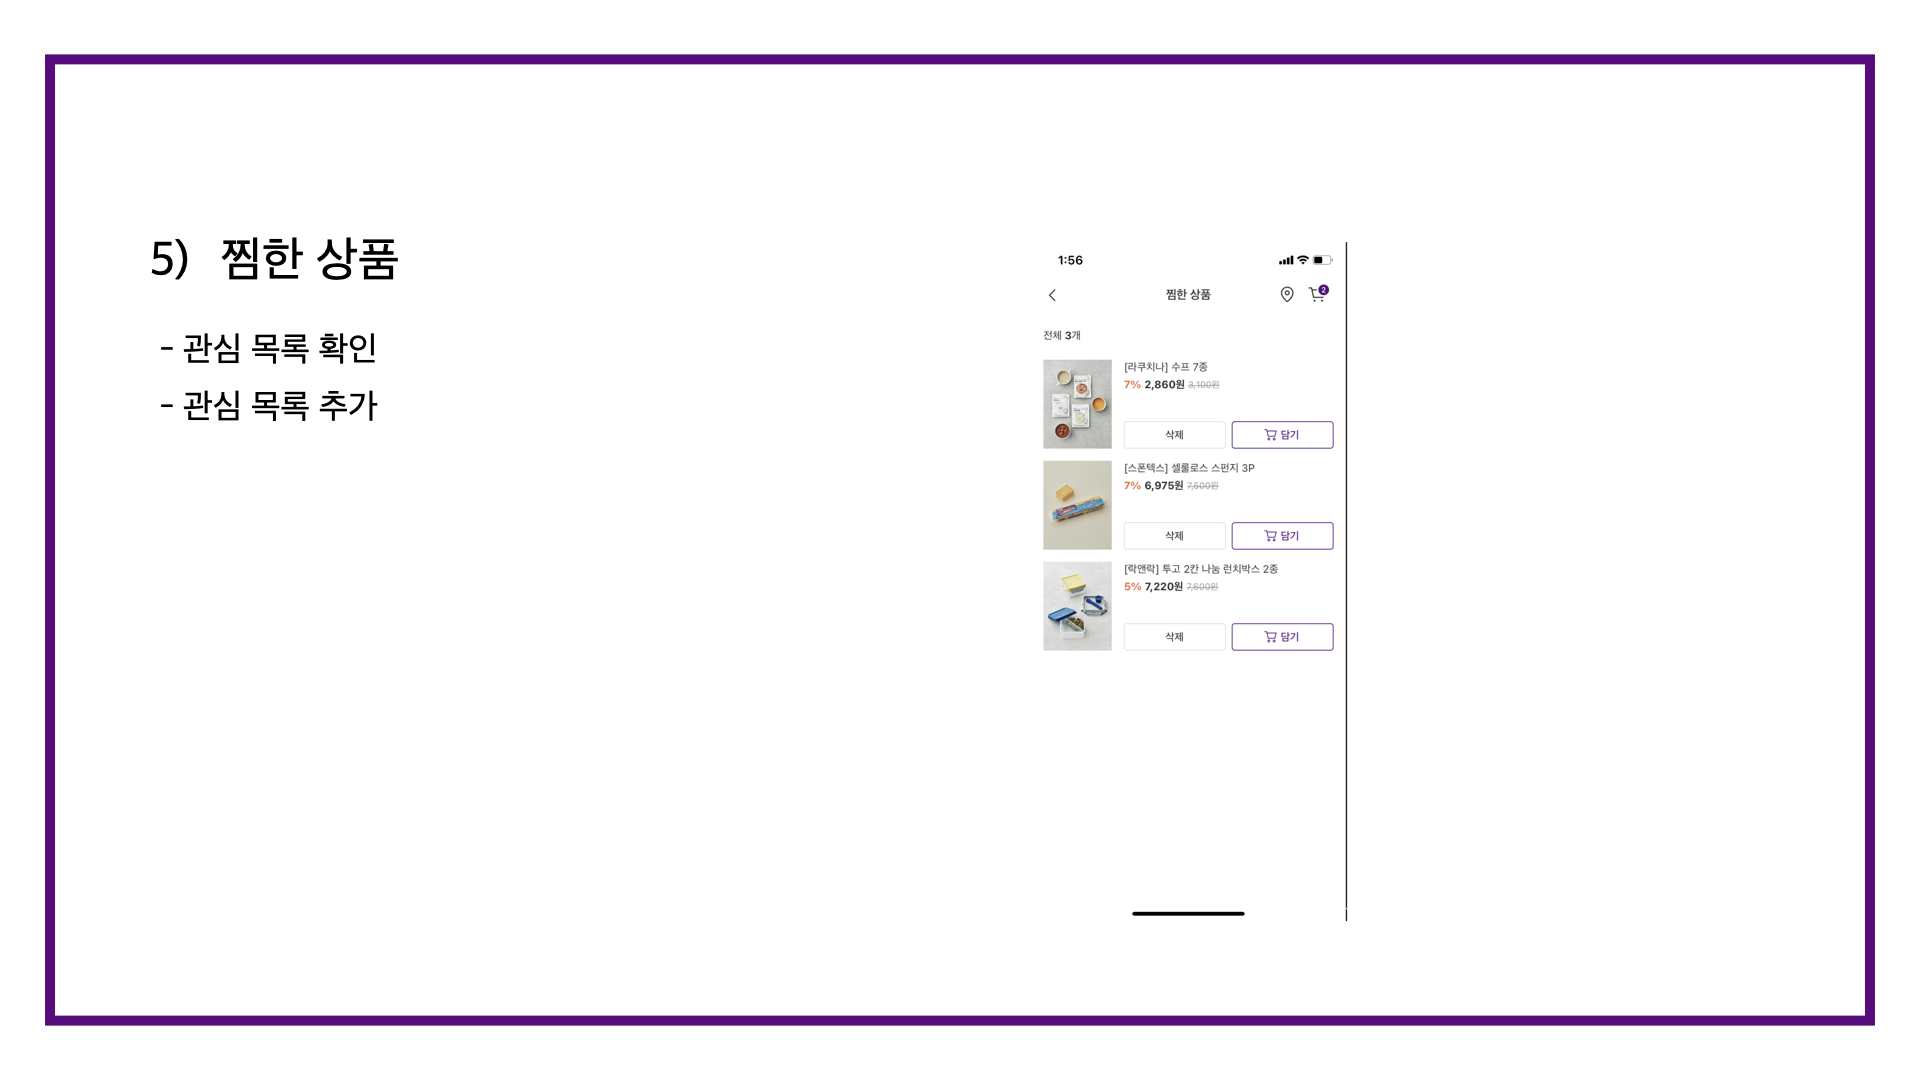 5) 찜한 상품
- 관심 목록 확인
- 관심 목록 추가
1:56
찜한 상품
2
전체 3개
[라쿠치나] 수프 7종
7% 2,860원 3,100원
삭제 담기
[스폰텍스] 셀룰로스 스펀지 3P
7% 6,975원 7,500원
삭제 담기
[락앤락] 투고 2칸 나눔 런치박스 2종
5% 7,220원 7,600원
삭제 담기